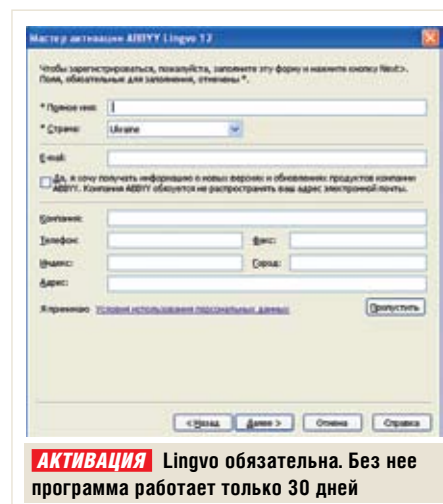 Мастер активации ABBYY Lingvo 12
Чтобы зарегистрироваться, пожалуйста, заполните эту форму и нажмите кнопку Next>.
Поля, обязательные для заполнения, отмечены *.
* Полное имя:
* Страна: Ukraine
E-mail:
Да, я хочу получать информацию о новых версиях и обновлениях продуктов компании
ABBYY. Компания ABBYY обязуется не распространять ваш адрес электронной почты.
Компания:
Телефон: Факс:
Индекс: Город:
Адрес:
Я принимаю Условия использования персональных данных Пропустить
< Назад Далее > Отмена Справка
АКТИВАЦИЯ Lingvo обязательна. Без нее
программа работает только 30 дней